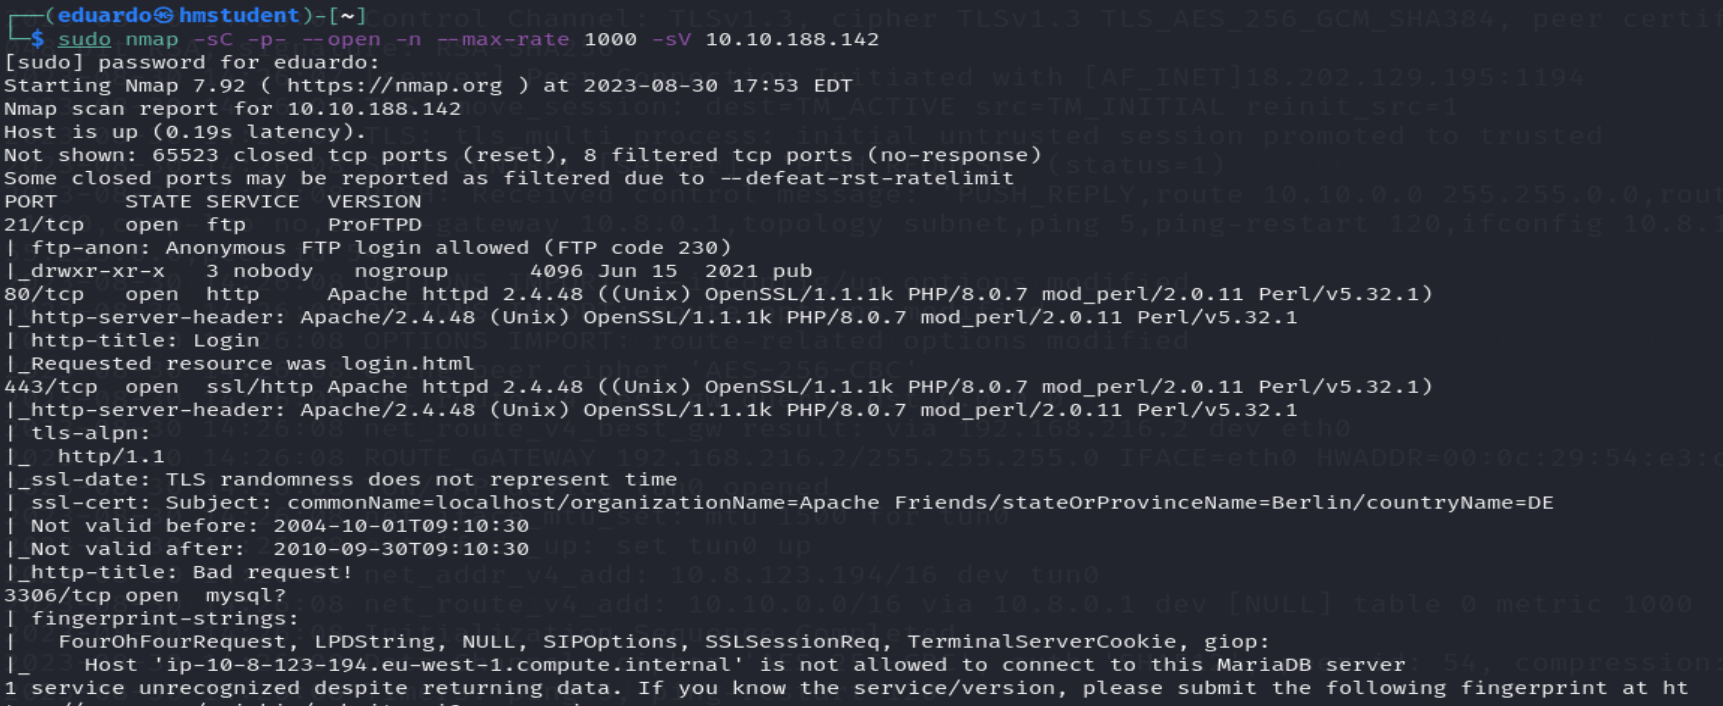 ┌──(eduardo㉿hmstudent)-[~]
└─$ sudo nmap -sC -p- --open -n --max-rate 1000 -sV 10.10.188.142
[sudo] password for eduardo:
Starting Nmap 7.92 ( https://nmap.org ) at 2023-08-30 17:53 EDT
Nmap scan report for 10.10.188.142
Host is up (0.19s latency).
Not shown: 65523 closed tcp ports (reset), 8 filtered tcp ports (no-response)
Some closed ports may be reported as filtered due to --defeat-rst-ratelimit
PORT     STATE SERVICE  VERSION
21/tcp   open  ftp      ProFTPD
| ftp-anon: Anonymous FTP login allowed (FTP code 230)
|_drwxr-xr-x   3 nobody   nogroup      4096 Jun 15  2021 pub
80/tcp   open  http     Apache httpd 2.4.48 ((Unix) OpenSSL/1.1.1k PHP/8.0.7 mod_perl/2.0.11 Perl/v5.32.1)
|_http-server-header: Apache/2.4.48 (Unix) OpenSSL/1.1.1k PHP/8.0.7 mod_perl/2.0.11 Perl/v5.32.1
| http-title: Login
|_Requested resource was login.html
443/tcp  open  ssl/http Apache httpd 2.4.48 ((Unix) OpenSSL/1.1.1k PHP/8.0.7 mod_perl/2.0.11 Perl/v5.32.1)
|_http-server-header: Apache/2.4.48 (Unix) OpenSSL/1.1.1k PHP/8.0.7 mod_perl/2.0.11 Perl/v5.32.1
| tls-alpn:
|_  http/1.1
|_ssl-date: TLS randomness does not represent time
| ssl-cert: Subject: commonName=localhost/organizationName=Apache Friends/stateOrProvinceName=Berlin/countryName=DE
| Not valid before: 2004-10-01T09:10:30
|_Not valid after:  2010-09-30T09:10:30
|_http-title: Bad request!
3306/tcp open  mysql?
| fingerprint-strings:
|   FourOhFourRequest, LPDString, NULL, SIPOptions, SSLSessionReq, TerminalServerCookie, giop:
|_    Host 'ip-10-8-123-194.eu-west-1.compute.internal' is not allowed to connect to this MariaDB server
1 service unrecognized despite returning data. If you know the service/version, please submit the following fingerprint at ht